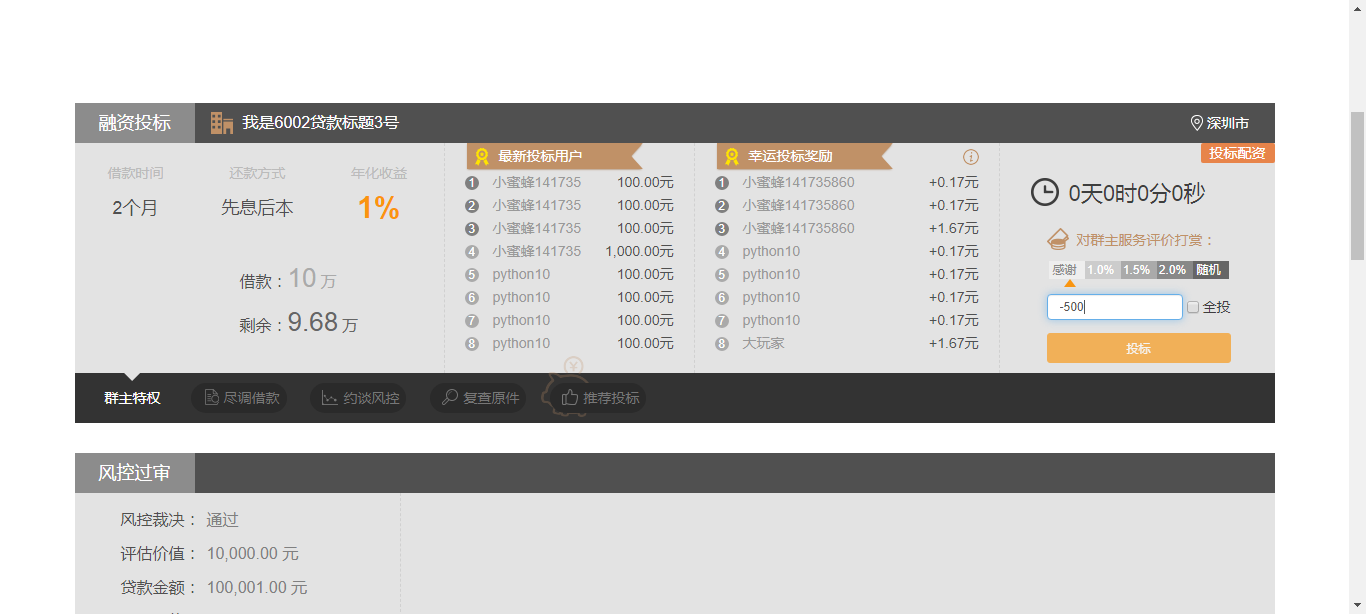 融资投标 我是6002贷款标题3号 深圳市
借款时间 还款方式 年化收益
2个月 先息后本 1%
借款：10 万
剩余：9.68 万
最新投标用户
1 小蜜蜂141735 100.00元
2 小蜜蜂141735 100.00元
3 小蜜蜂141735 100.00元
4 小蜜蜂141735 1,000.00元
5 python10 100.00元
6 python10 100.00元
7 python10 100.00元
8 python10 100.00元
幸运投标奖励
1 小蜜蜂141735860 +0.17元
2 小蜜蜂141735860 +0.17元
3 小蜜蜂141735860 +1.67元
4 python10 +0.17元
5 python10 +0.17元
6 python10 +0.17元
7 python10 +0.17元
8 大玩家 +1.67元
投标配资
0天0时0分0秒
对群主服务评价打赏：
感谢 1.0% 1.5% 2.0% 随机
-500 全投
投标
群主特权 尽调借款 约谈风控 复查原件 推荐投标
风控过审
风控裁决： 通过
评估价值： 10,000.00 元
贷款金额： 100,001.00 元